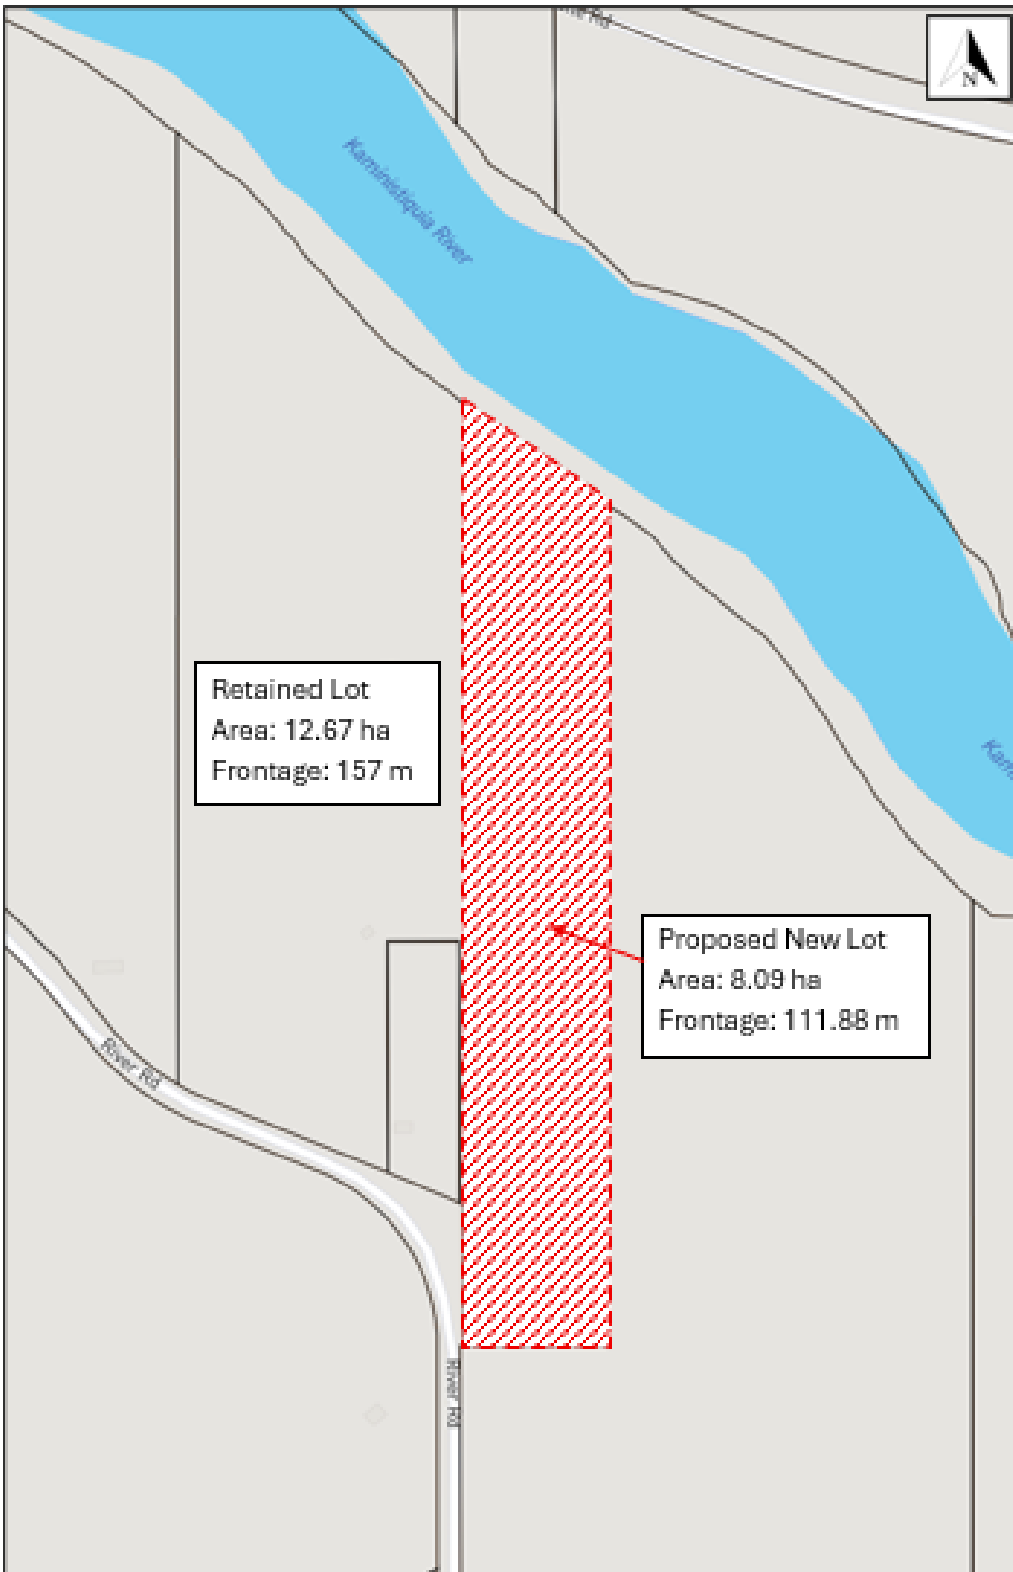 N
Kaministiquia River
Retained Lot
Area: 12.67 ha
Frontage: 157 m
Proposed New Lot
Area: 8.09 ha
Frontage: 111.88 m
River Rd
River Rd